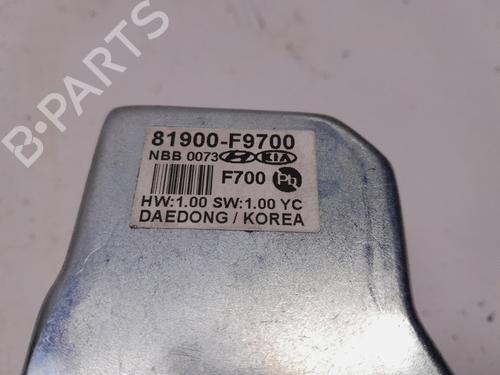 81900-F9700
NBB 0073 KIA
F700 Pb
HW:1.00 SW:1.00 YC
DAEDONG / KOREA
B-PARTS